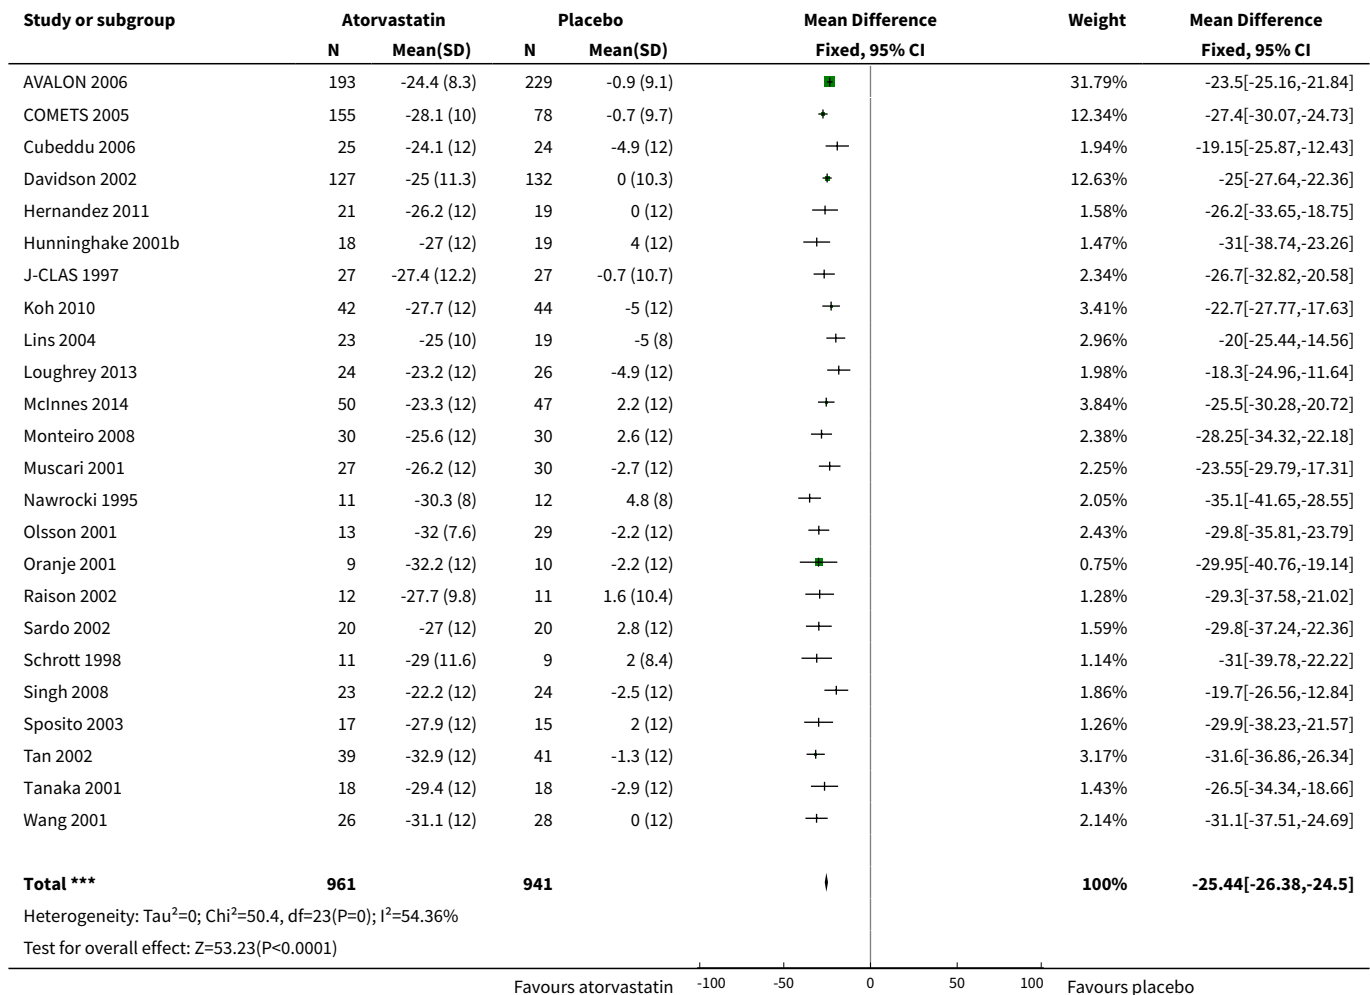 Study or subgroup Atorvastatin Placebo Mean Difference Weight Mean Difference
N Mean(SD) N Mean(SD) Fixed, 95% CI Fixed, 95% CI
AVALON 2006 193 -24.4 (8.3) 229 -0.9 (9.1) 31.79% -23.5[-25.16,-21.84]
COMETS 2005 155 -28.1 (10) 78 -0.7 (9.7) 12.34% -27.4[-30.07,-24.73]
Cubeddu 2006 25 -24.1 (12) 24 -4.9 (12) 1.94% -19.15[-25.87,-12.43]
Davidson 2002 127 -25 (11.3) 132 0 (10.3) 12.63% -25[-27.64,-22.36]
Hernandez 2011 21 -26.2 (12) 19 0 (12) 1.58% -26.2[-33.65,-18.75]
Hunninghake 2001b 18 -27 (12) 19 4 (12) 1.47% -31[-38.74,-23.26]
J-CLAS 1997 27 -27.4 (12.2) 27 -0.7 (10.7) 2.34% -26.7[-32.82,-20.58]
Koh 2010 42 -27.7 (12) 44 -5 (12) 3.41% -22.7[-27.77,-17.63]
Lins 2004 23 -25 (10) 19 -5 (8) 2.96% -20[-25.44,-14.56]
Loughrey 2013 24 -23.2 (12) 26 -4.9 (12) 1.98% -18.3[-24.96,-11.64]
McInnes 2014 50 -23.3 (12) 47 2.2 (12) 3.84% -25.5[-30.28,-20.72]
Monteiro 2008 30 -25.6 (12) 30 2.6 (12) 2.38% -28.25[-34.32,-22.18]
Muscari 2001 27 -26.2 (12) 30 -2.7 (12) 2.25% -23.55[-29.79,-17.31]
Nawrocki 1995 11 -30.3 (8) 12 4.8 (8) 2.05% -35.1[-41.65,-28.55]
Olsson 2001 13 -32 (7.6) 29 -2.2 (12) 2.43% -29.8[-35.81,-23.79]
Oranje 2001 9 -32.2 (12) 10 -2.2 (12) 0.75% -29.95[-40.76,-19.14]
Raison 2002 12 -27.7 (9.8) 11 1.6 (10.4) 1.28% -29.3[-37.58,-21.02]
Sardo 2002 20 -27 (12) 20 2.8 (12) 1.59% -29.8[-37.24,-22.36]
Schrott 1998 11 -29 (11.6) 9 2 (8.4) 1.14% -31[-39.78,-22.22]
Singh 2008 23 -22.2 (12) 24 -2.5 (12) 1.86% -19.7[-26.56,-12.84]
Sposito 2003 17 -27.9 (12) 15 2 (12) 1.26% -29.9[-38.23,-21.57]
Tan 2002 39 -32.9 (12) 41 -1.3 (12) 3.17% -31.6[-36.86,-26.34]
Tanaka 2001 18 -29.4 (12) 18 -2.9 (12) 1.43% -26.5[-34.34,-18.66]
Wang 2001 26 -31.1 (12) 28 0 (12) 2.14% -31.1[-37.51,-24.69]
Total *** 961 941 100% -25.44[-26.38,-24.5]
Heterogeneity: Tau²=0; Chi²=50.4, df=23(P=0); I²=54.36%
Test for overall effect: Z=53.23(P<0.0001)
Favours atorvastatin -100 -50 0 50 100 Favours placebo